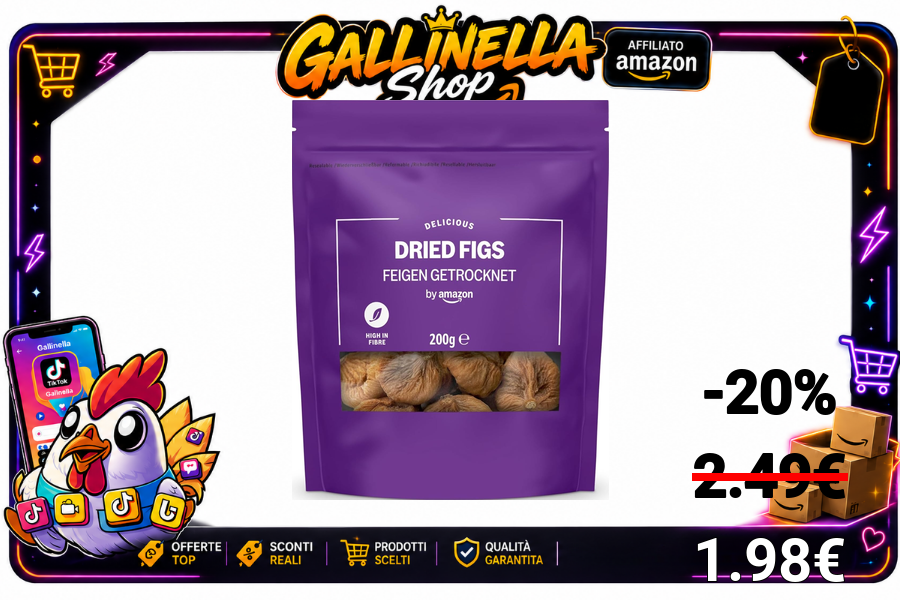 GALLINELLA
Shop
AFFILIATO
amazon
DELICIOUS
DRIED FIGS
FEIGEN GETROCKNET
by amazon
HIGH IN
FIBRE
200g ℮
Gallinella
TikTok
Gallinella
-20%
2.49€
1.98€
OFFERTE
TOP
SCONTI
REALI
PRODOTTI
SCELTI
QUALITÀ
GARANTITA